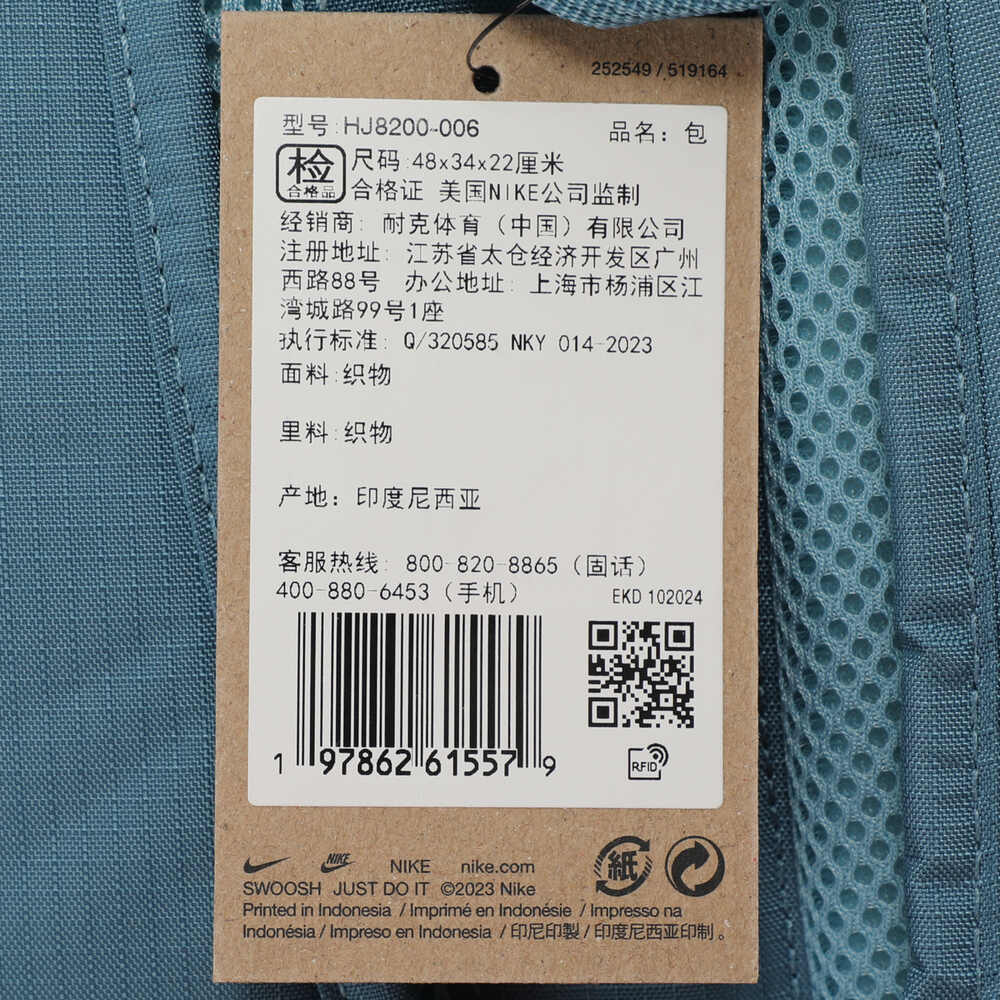 252549 / 519164
型号:HJ8200-006 品名：包
检 尺码:48x34x22厘米
合格品 合格证 美国NIKE公司监制
经销商: 耐克体育（中国）有限公司
注册地址: 江苏省太仓经济开发区广州
西路88号 办公地址: 上海市杨浦区江
湾城路99号1座
执行标准: Q/320585 NKY 014-2023
面料:织物
里料:织物
产地: 印度尼西亚
客服热线: 800-820-8865（固话）
400-880-6453（手机） EKD 102024
1 97862 61557 9
RFID
NIKE NIKE nike.com
紙
SWOOSH JUST DO IT ©2023 Nike
Printed in Indonesia / Imprimé en Indonésie / Impresso na
Indonésia / Impreso en Indonesia / 印尼印製 / 印度尼西亚印制。